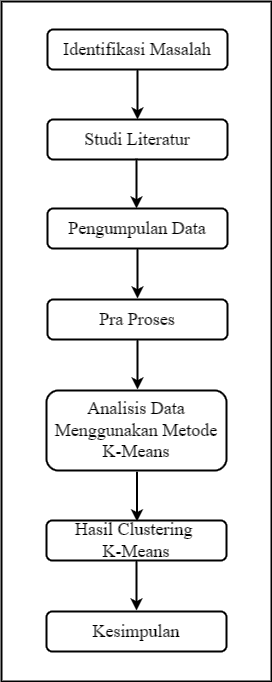 Identifikasi Masalah
Studi Literatur
Pengumpulan Data
Pra Proses
Analisis Data
Menggunakan Metode
K-Means
Hasil Clustering
K-Means
Kesimpulan